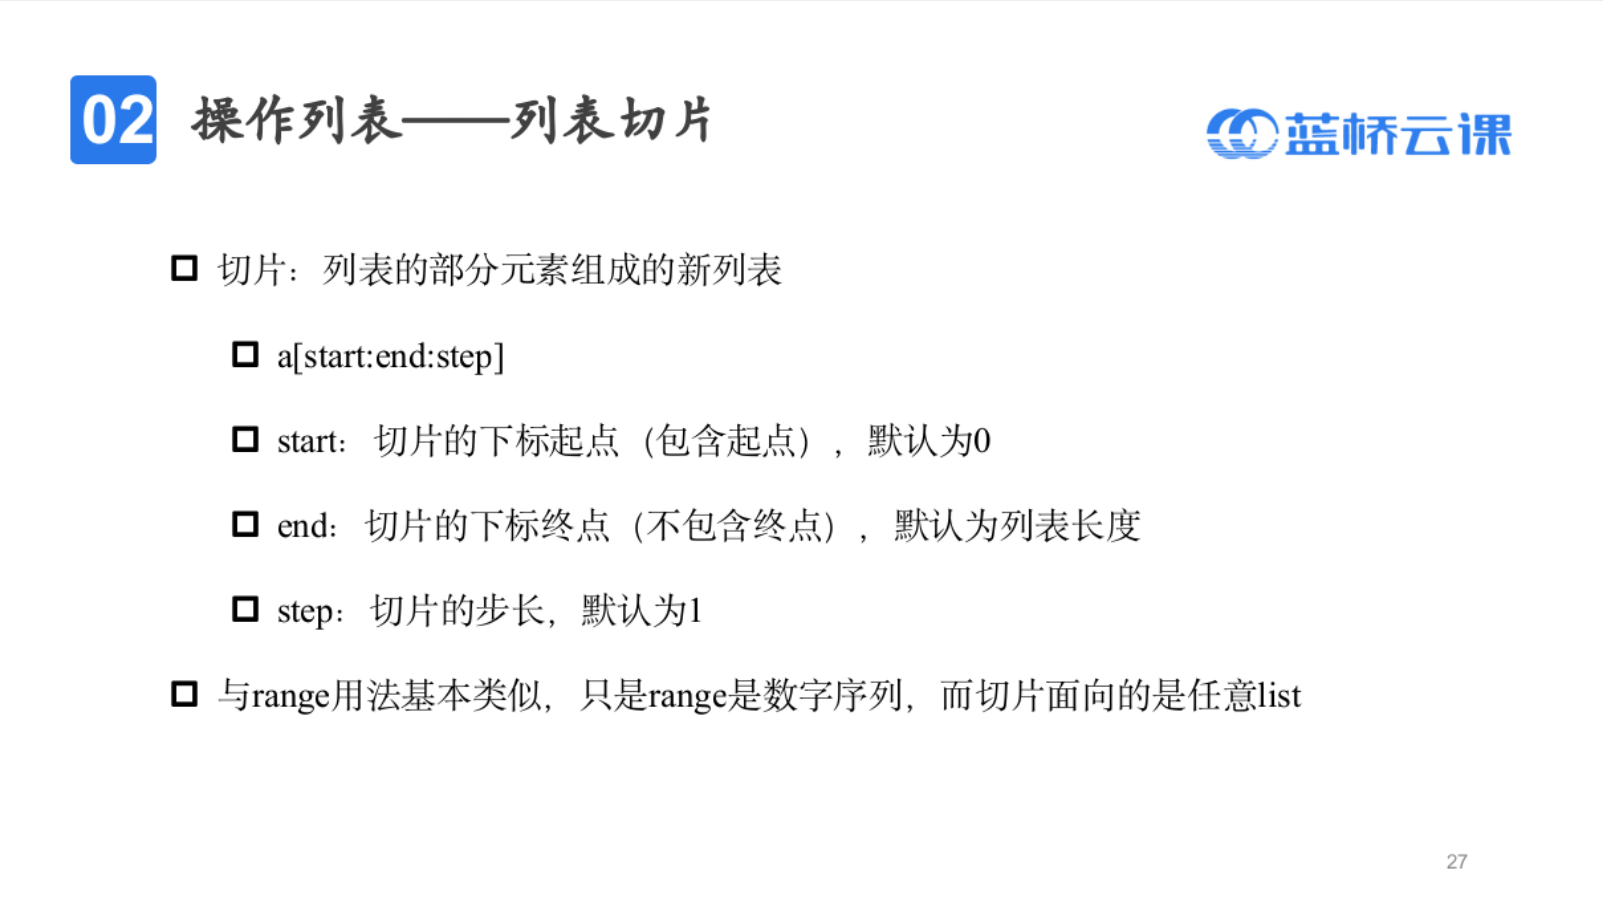 02 操作列表——列表切片
蓝桥云课
切片：列表的部分元素组成的新列表
a[start:end:step]
start：切片的下标起点（包含起点），默认为0
end：切片的下标终点（不包含终点），默认为列表长度
step：切片的步长，默认为1
与range用法基本类似，只是range是数字序列，而切片面向的是任意list
27